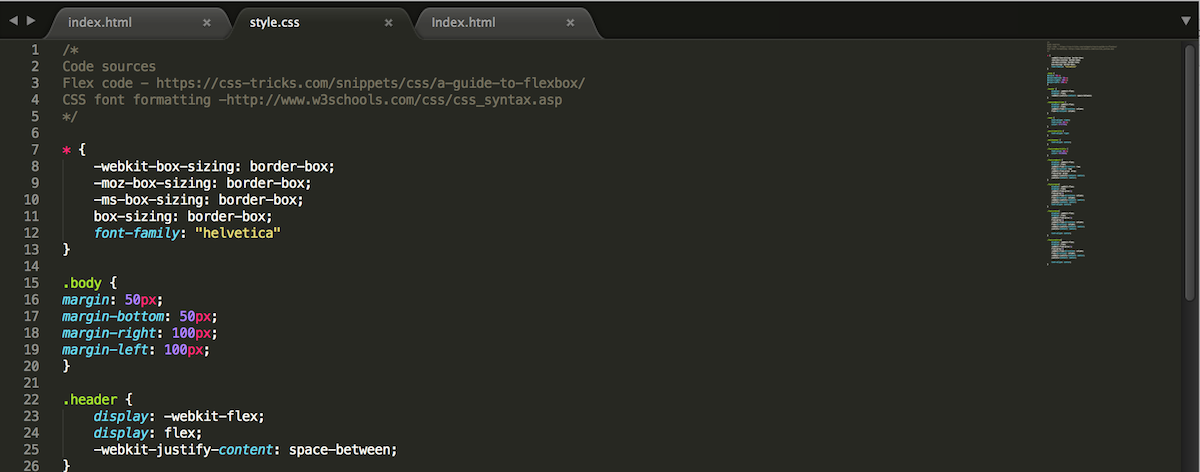 index.html × style.css × Index.html ×
1 /*
2 Code sources
3 Flex code - https://css-tricks.com/snippets/css/a-guide-to-flexbox/
4 CSS font formatting -http://www.w3schools.com/css/css_syntax.asp
5 */
6
7 * {
8 -webkit-box-sizing: border-box;
9 -moz-box-sizing: border-box;
10 -ms-box-sizing: border-box;
11 box-sizing: border-box;
12 font-family: "helvetica"
13 }
14
15 .body {
16 margin: 50px;
17 margin-bottom: 50px;
18 margin-right: 100px;
19 margin-left: 100px;
20 }
21
22 .header {
23 display: -webkit-flex;
24 display: flex;
25 -webkit-justify-content: space-between;
26 }